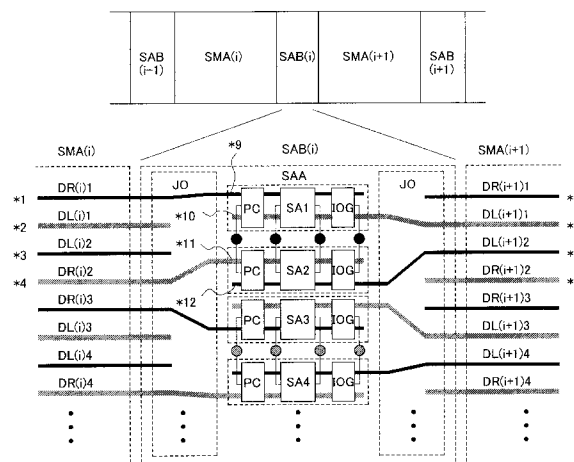 SAB (i-1) SMA(i) SAB(i) SMA(i+1) SAB (i+1)
SMA(i) *9 SAB(i) SMA(i+1)
JO SAA JO
*1 DR(i)1 PC SA1 IOG DR(i+1)1 *
*2 DL(i)1 *10 DL(i+1)1 *
*3 DL(i)2 *11 PC SA2 IOG DL(i+1)2 *
*4 DR(i)2 *12 DR(i+1)2 *
DR(i)3 PC SA3 IOG DR(i+1)3
DL(i)3 DL(i+1)3
DL(i)4 PC SA4 IOG DL(i+1)4
DR(i)4 DR(i+1)4